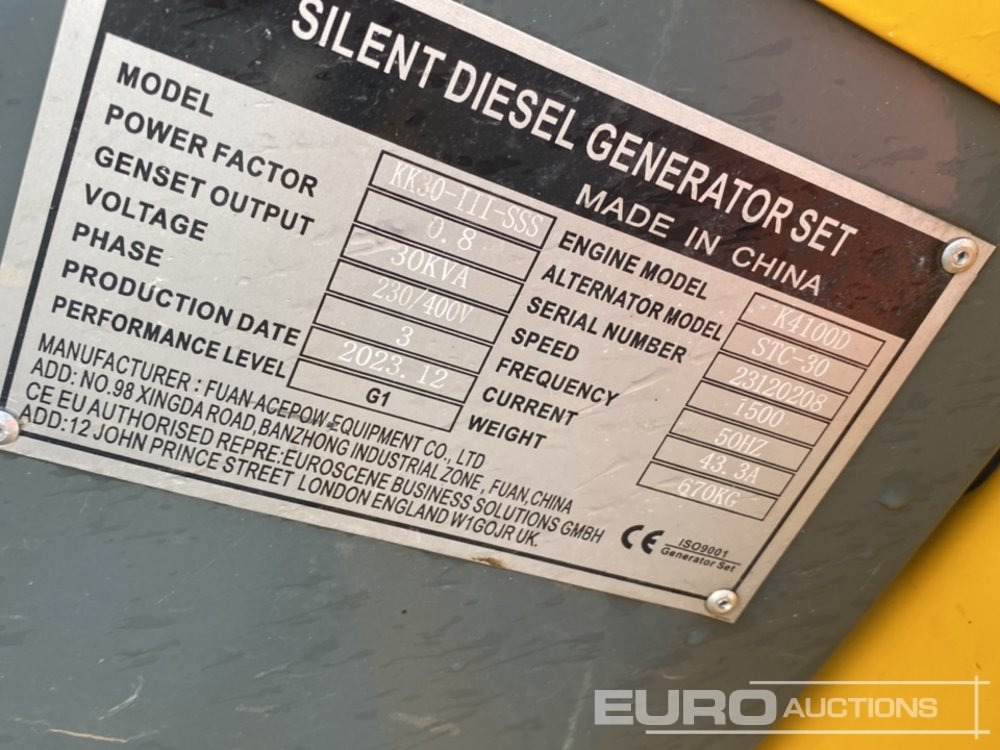 SILENT DIESEL GENERATOR SET
MADE IN CHINA
MODEL KK30-III-SSS
POWER FACTOR 0.8
GENSET OUTPUT 30KVA
VOLTAGE 230/400V
PHASE 3
PRODUCTION DATE 2023.12
PERFORMANCE LEVEL G1
ENGINE MODEL K4100D
ALTERNATOR MODEL STC-30
SERIAL NUMBER 23120208
SPEED 1500
FREQUENCY 50HZ
CURRENT 43.3A
WEIGHT 670KG
MANUFACTURER : FUAN ACEPOW EQUIPMENT CO., LTD
ADD: NO.98 XINGDA ROAD, BANZHONG INDUSTRIAL ZONE , FUAN.CHINA
CE EU AUTHORISED REPRE:EUROSCENE BUSINESS SOLUTIONS GMBH
ADD:12 JOHN PRINCE STREET LONDON ENGLAND W1GOJR UK.
CE ISO9001
Generator Set
EURO AUCTIONS